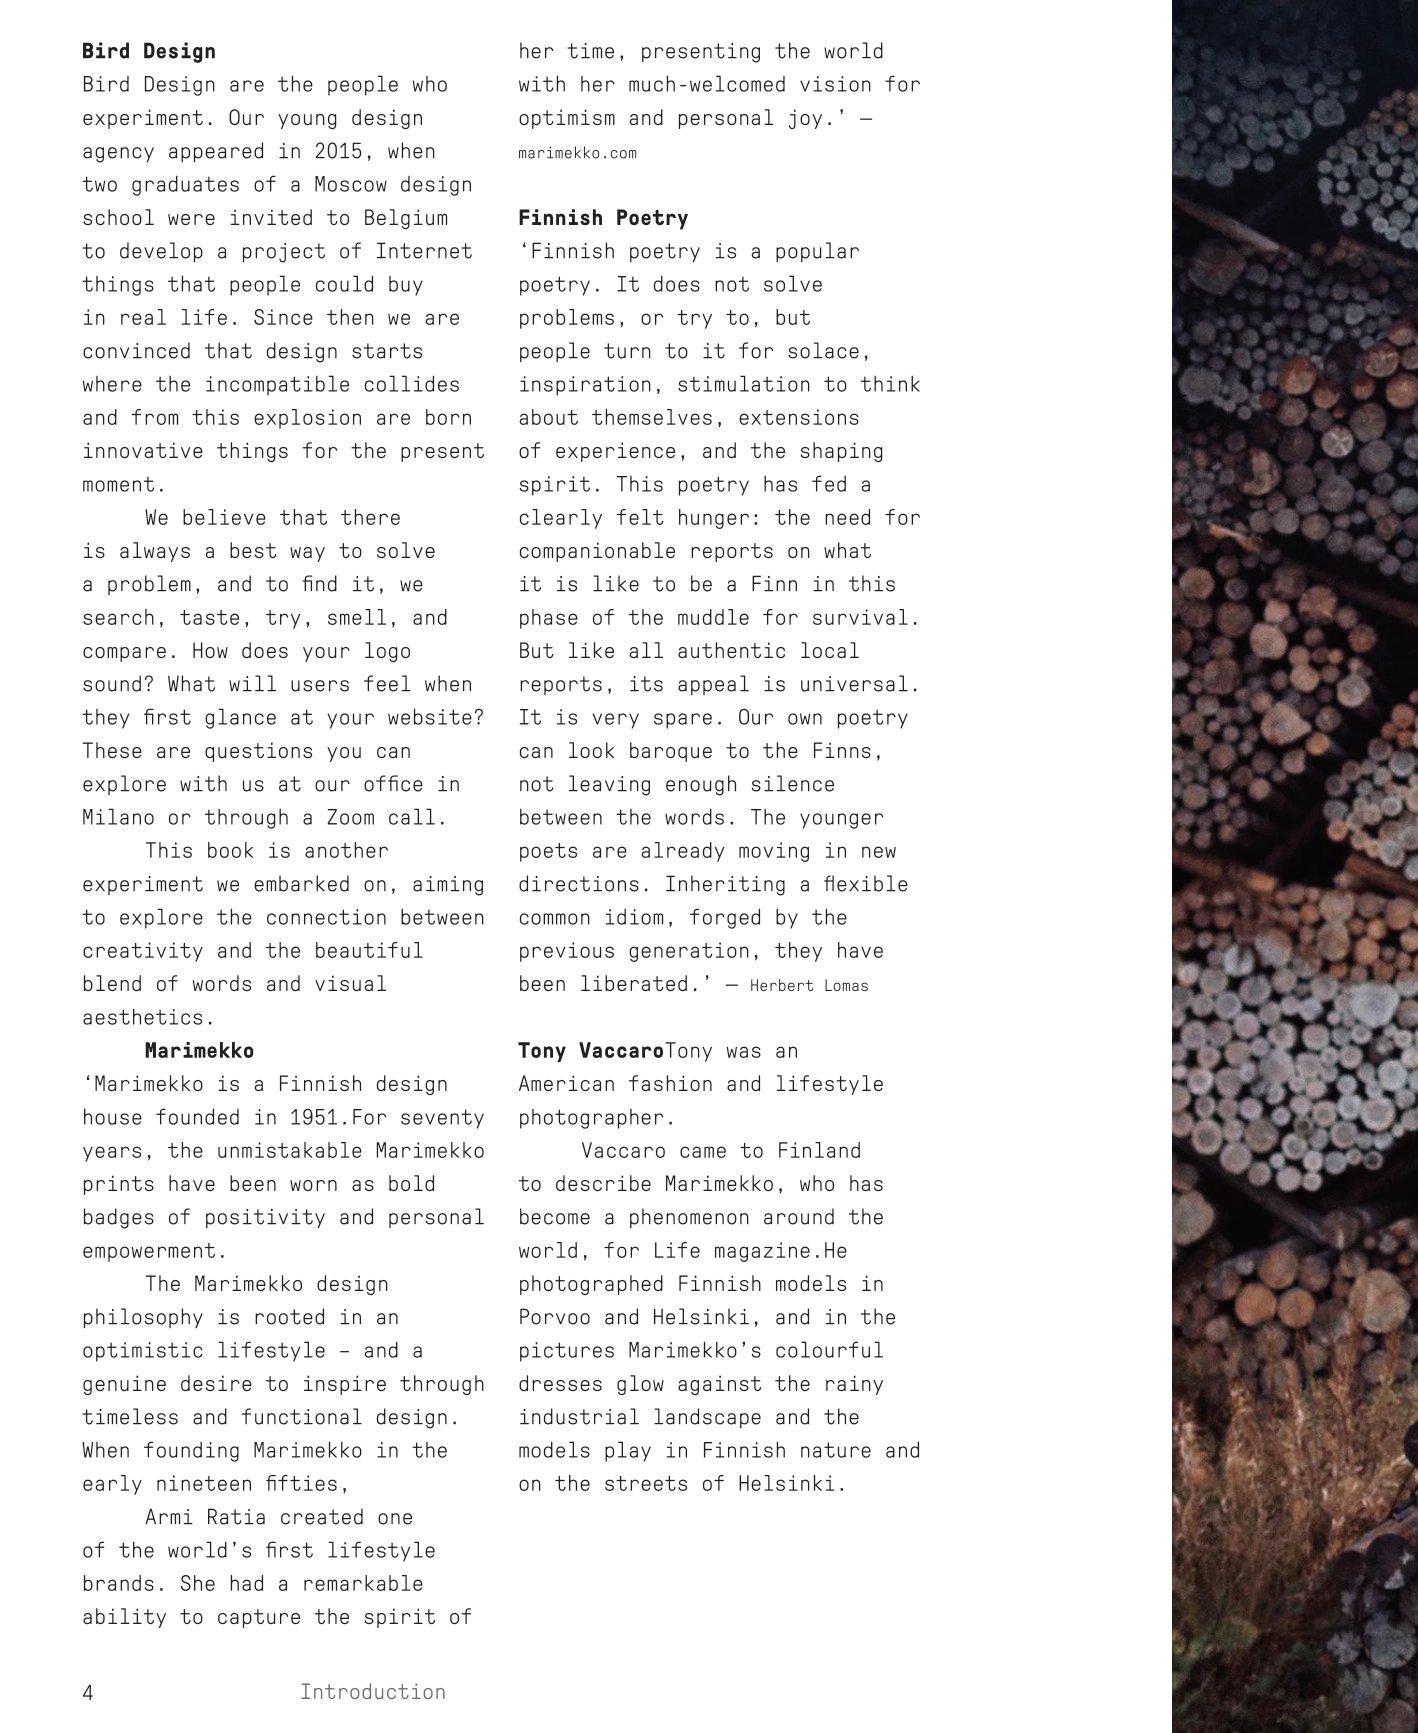 Bird Design
Bird Design are the people who
experiment. Our young design
agency appeared in 2015, when
two graduates of a Moscow design
school were invited to Belgium
to develop a project of Internet
things that people could buy
in real life. Since then we are
convinced that design starts
where the incompatible collides
and from this explosion are born
innovative things for the present
moment.
We believe that there
is always a best way to solve
a problem, and to find it, we
search, taste, try, smell, and
compare. How does your logo
sound? What will users feel when
they first glance at your website?
These are questions you can
explore with us at our office in
Milano or through a Zoom call.
This book is another
experiment we embarked on, aiming
to explore the connection between
creativity and the beautiful
blend of words and visual
aesthetics.
Marimekko
‘Marimekko is a Finnish design
house founded in 1951.For seventy
years, the unmistakable Marimekko
prints have been worn as bold
badges of positivity and personal
empowerment.
The Marimekko design
philosophy is rooted in an
optimistic lifestyle – and a
genuine desire to inspire through
timeless and functional design.
When founding Marimekko in the
early nineteen fifties,
Armi Ratia created one
of the world’s first lifestyle
brands. She had a remarkable
ability to capture the spirit of
her time, presenting the world
with her much-welcomed vision for
optimism and personal joy.’ —
marimekko.com
Finnish Poetry
‘Finnish poetry is a popular
poetry. It does not solve
problems, or try to, but
people turn to it for solace,
inspiration, stimulation to think
about themselves, extensions
of experience, and the shaping
spirit. This poetry has fed a
clearly felt hunger: the need for
companionable reports on what
it is like to be a Finn in this
phase of the muddle for survival.
But like all authentic local
reports, its appeal is universal.
It is very spare. Our own poetry
can look baroque to the Finns,
not leaving enough silence
between the words. The younger
poets are already moving in new
directions. Inheriting a flexible
common idiom, forged by the
previous generation, they have
been liberated.’ — Herbert Lomas
Tony VaccaroTony was an
American fashion and lifestyle
photographer.
Vaccaro came to Finland
to describe Marimekko, who has
become a phenomenon around the
world, for Life magazine.He
photographed Finnish models in
Porvoo and Helsinki, and in the
pictures Marimekko’s colourful
dresses glow against the rainy
industrial landscape and the
models play in Finnish nature and
on the streets of Helsinki.
4 Introduction